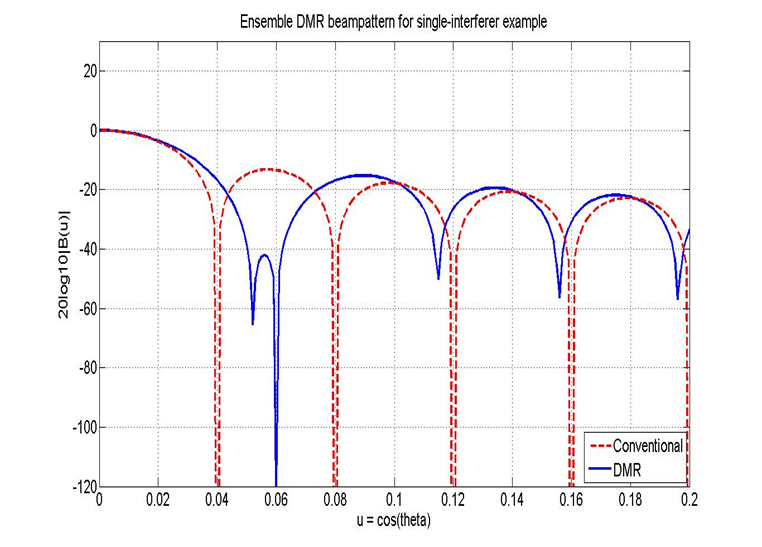 Ensemble DMR beampattern for single-interferer example
20log10|B(u)|
20
0
-20
-40
-60
-80
-100
-120
0 0.02 0.04 0.06 0.08 0.1 0.12 0.14 0.16 0.18 0.2
u = cos(theta)
Conventional
DMR